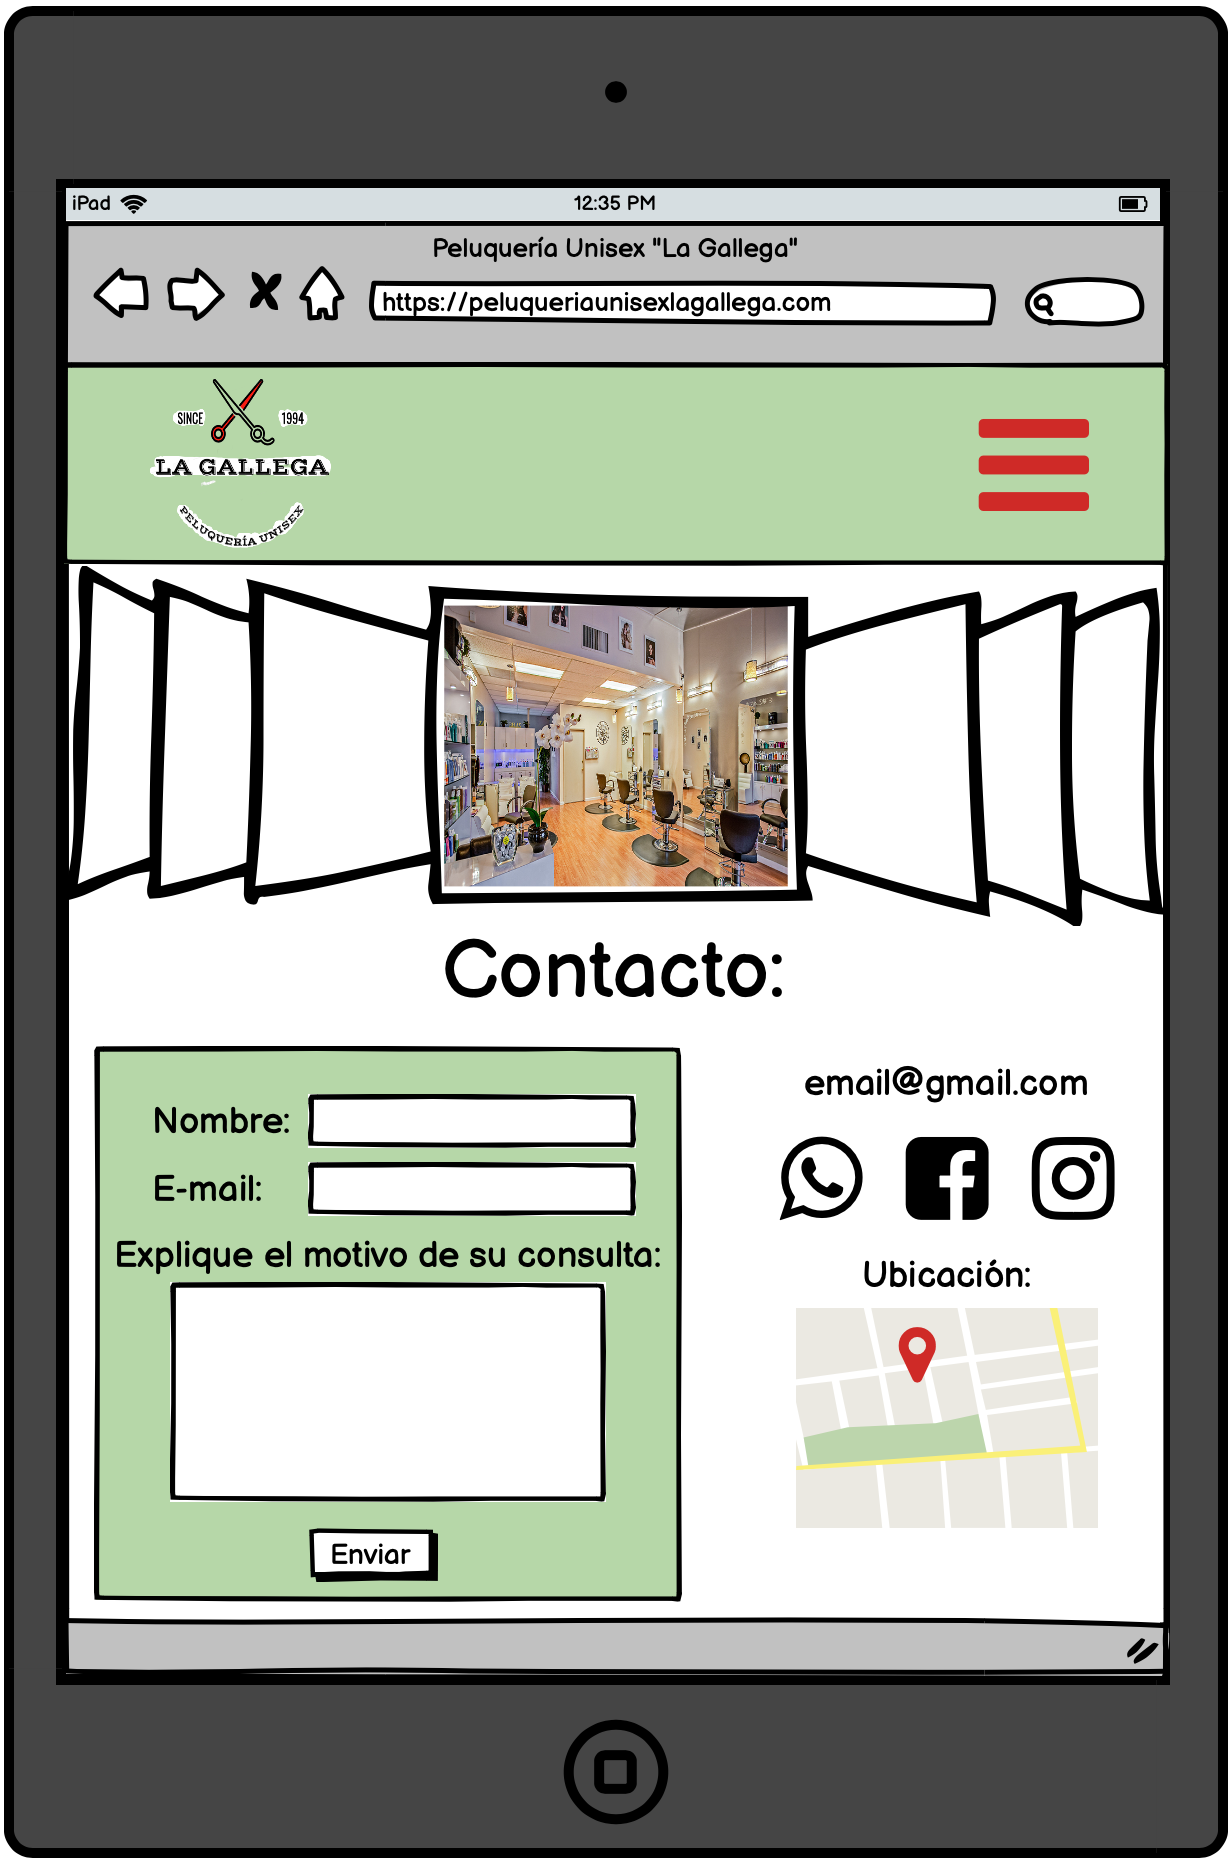 iPad
12:35 PM
Peluquería Unisex "La Gallega"
https://peluqueriaunisexlagallega.com
SINCE 1994
LA GALLEGA
PELUQUERÍA UNISEX
Contacto:
Nombre:
E-mail:
Explique el motivo de su consulta:
Enviar
email@gmail.com
Ubicación: